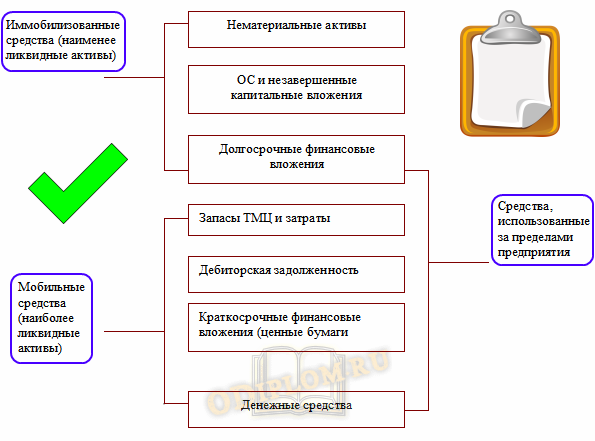 Иммобилизованные
средства (наименее
ликвидные активы)
Нематериальные активы
ОС и незавершенные
капитальные вложения
Долгосрочные финансовые
вложения
Запасы ТМЦ и затраты
Средства,
использованные
за пределами
предприятия
Дебиторская задолженность
Мобильные
средства
(наиболее
ликвидные
активы)
Краткосрочные финансовые
вложения (ценные бумаги
Денежные средства
ODIPLOM.RU